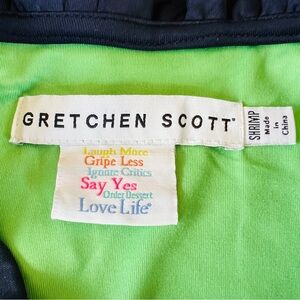 GRETCHEN SCOTT
SHRIMP
Made
in
China
Laugh More
Gripe Less
Ignore Critics
Say Yes
Order Dessert
Love Life®